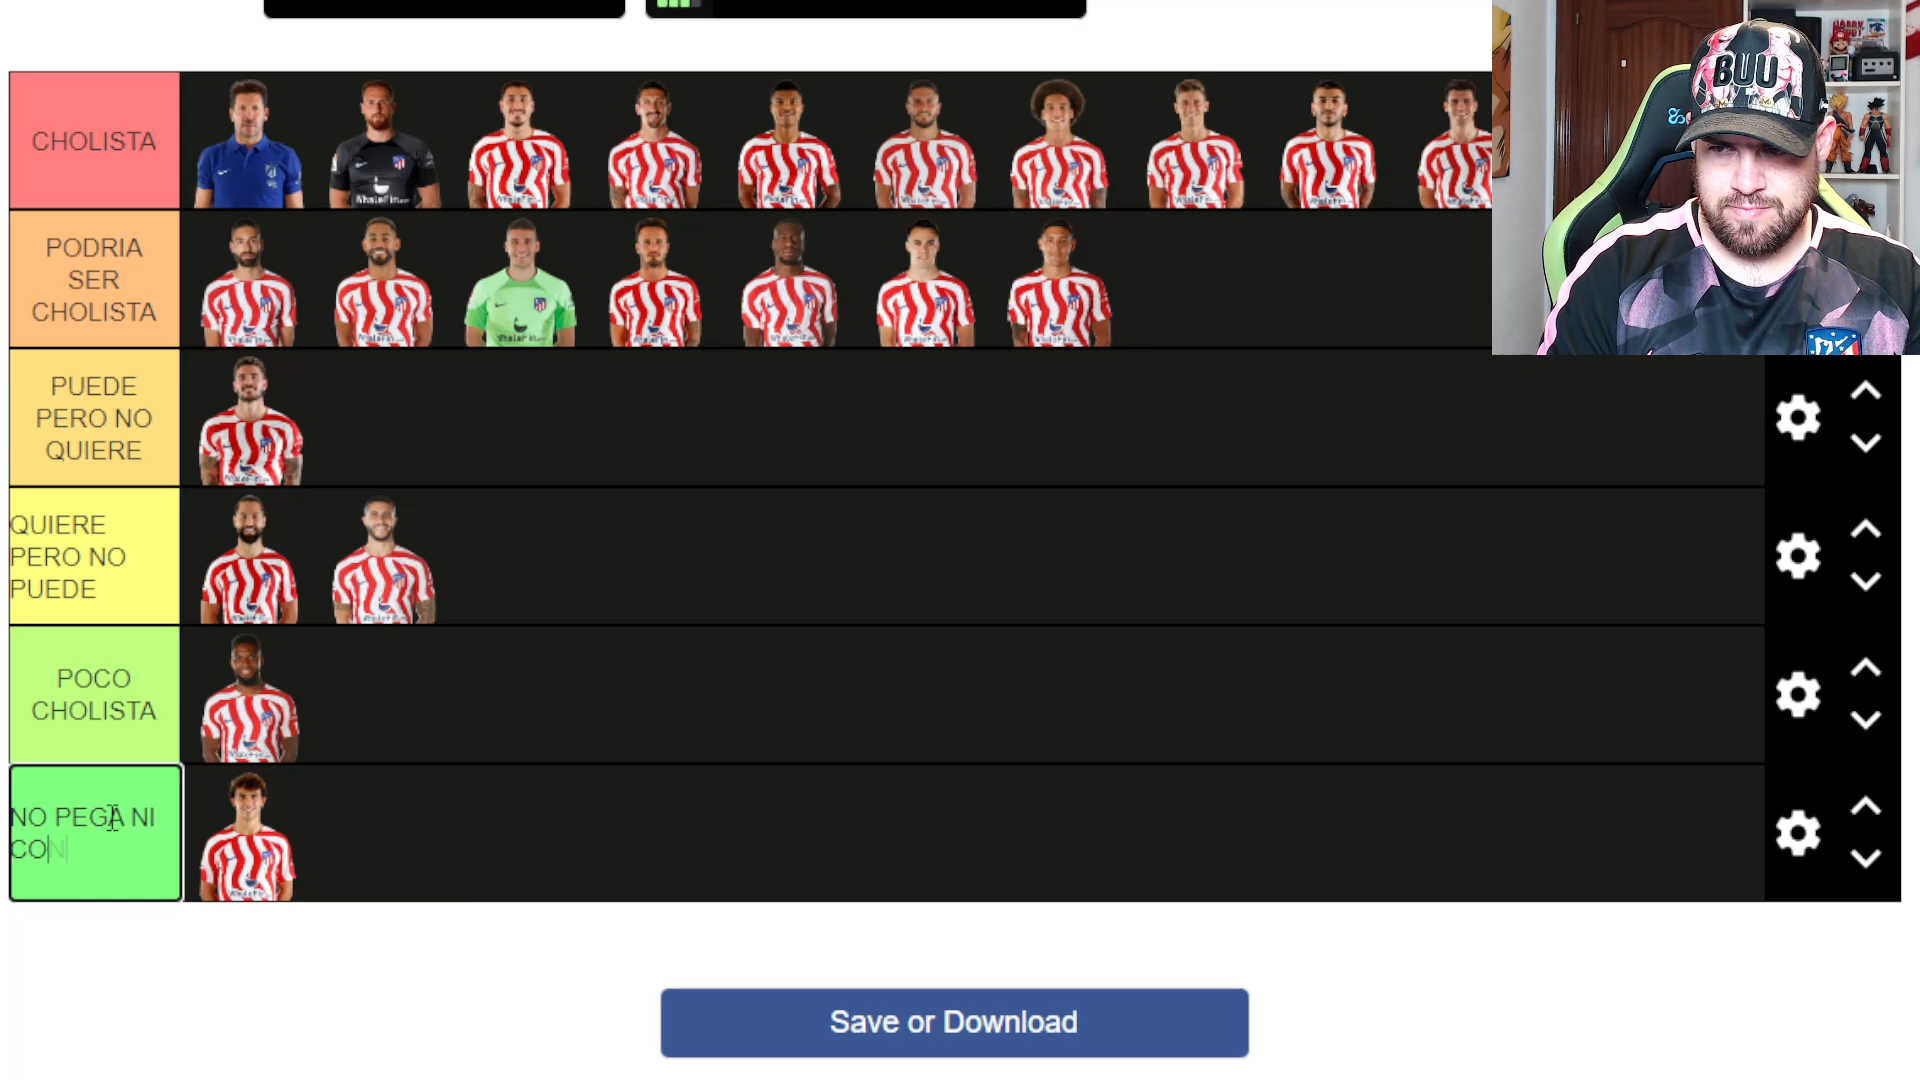 BUU
CHOLISTA
PODRIA
SER
CHOLISTA
PUEDE
PERO NO
QUIERE
QUIERE
PERO NO
PUEDE
POCO
CHOLISTA
NO PEGA NI
CON
Save or Download